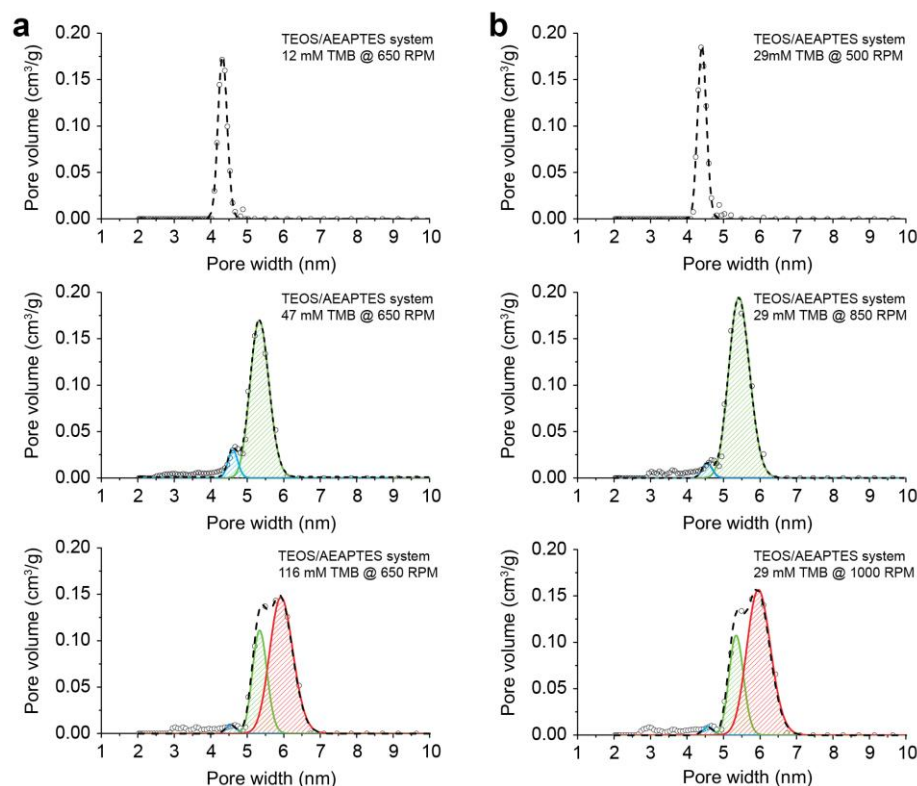 a
TEOS/AEAPTES system
12 mM TMB @ 650 RPM
Pore volume (cm³/g)
0.20
0.15
0.10
0.05
0.00
1 2 3 4 5 6 7 8 9 10
Pore width (nm)
TEOS/AEAPTES system
47 mM TMB @ 650 RPM
Pore volume (cm³/g)
0.20
0.15
0.10
0.05
0.00
1 2 3 4 5 6 7 8 9 10
Pore width (nm)
TEOS/AEAPTES system
116 mM TMB @ 650 RPM
Pore volume (cm³/g)
0.20
0.15
0.10
0.05
0.00
1 2 3 4 5 6 7 8 9 10
Pore width (nm)
b
TEOS/AEAPTES system
29mM TMB @ 500 RPM
Pore volume (cm³/g)
0.20
0.15
0.10
0.05
0.00
1 2 3 4 5 6 7 8 9 10
Pore width (nm)
TEOS/AEAPTES system
29 mM TMB @ 850 RPM
Pore volume (cm³/g)
0.20
0.15
0.10
0.05
0.00
1 2 3 4 5 6 7 8 9 10
Pore width (nm)
TEOS/AEAPTES system
29 mM TMB @ 1000 RPM
Pore volume (cm³/g)
0.20
0.15
0.10
0.05
0.00
1 2 3 4 5 6 7 8 9 10
Pore width (nm)